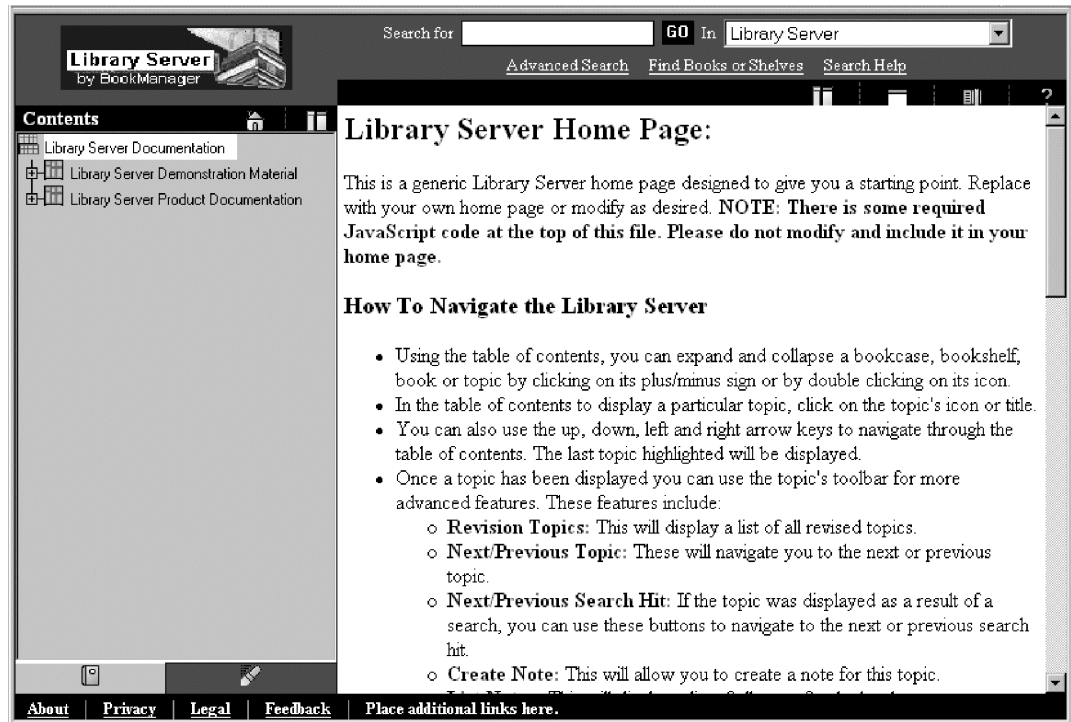 Library Server
by BookManager
Search for
GO In Library Server
Advanced Search Find Books or Shelves Search Help
?
Contents
Library Server Documentation
Library Server Demonstration Material
Library Server Product Documentation
Library Server Home Page:
This is a generic Library Server home page designed to give you a starting point. Replace
with your own home page or modify as desired. NOTE: There is some required
JavaScript code at the top of this file. Please do not modify and include it in your
home page.
How To Navigate the Library Server
• Using the table of contents, you can expand and collapse a bookcase, bookshelf,
book or topic by clicking on its plus/minus sign or by double clicking on its icon.
• In the table of contents to display a particular topic, click on the topic's icon or title.
• You can also use the up, down, left and right arrow keys to navigate through the
table of contents. The last topic highlighted will be displayed.
• Once a topic has been displayed you can use the topic's toolbar for more
advanced features. These features include:
o Revision Topics: This will display a list of all revised topics.
o Next/Previous Topic: These will navigate you to the next or previous
topic.
o Next/Previous Search Hit: If the topic was displayed as a result of a
search, you can use these buttons to navigate to the next or previous search
hit.
o Create Note: This will allow you to create a note for this topic.
About | Privacy | Legal | Feedback | Place additional links here.